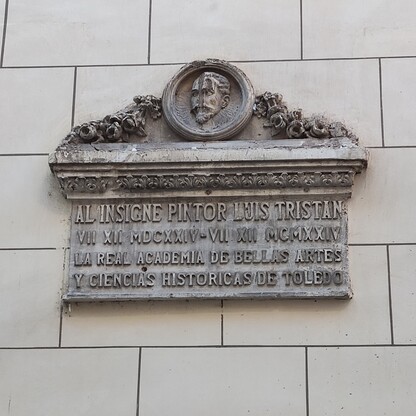 AL INSIGNE PINTOR LUIS TRISTAN
VII XII MDCXXIV-VII XII MCMXXIV
LA REAL ACADEMIA DE BELLAS ARTES
Y CIENCIAS HISTORICAS DE TOLEDO